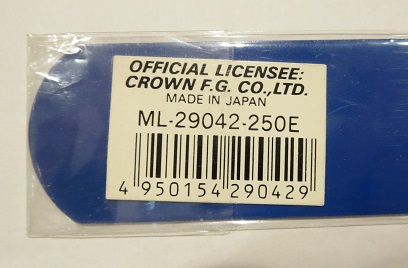 OFFICIAL LICENSEE:
CROWN F.G. CO.,LTD.
MADE IN JAPAN
ML-29042-250E
4 950154 290429